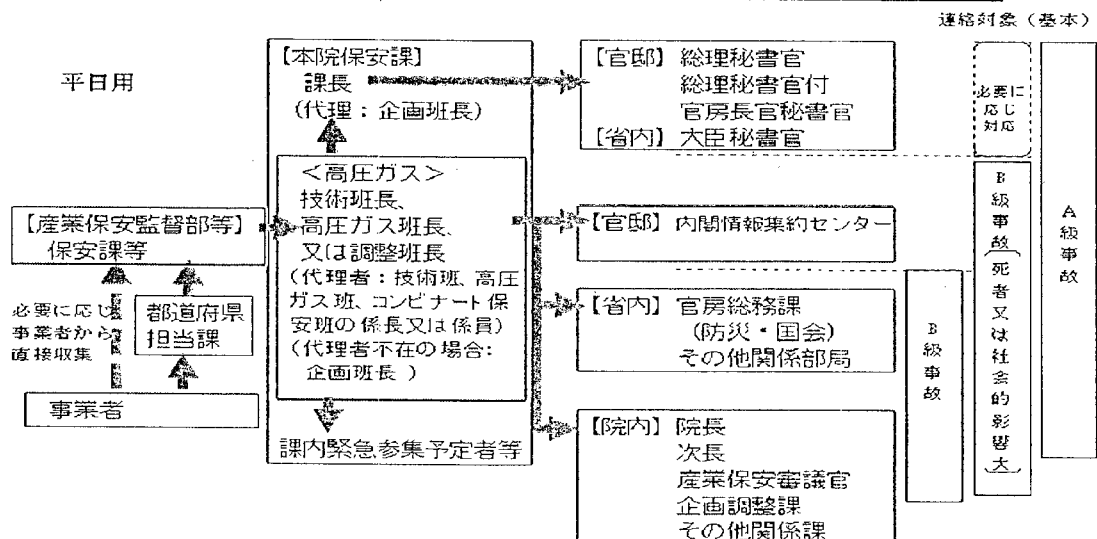 連絡対象(基本)
平日用
【本院保安課】
課長
(代理:企画班長)
<高圧ガス>
技術班長、
高圧ガス班長、
又は調整班長
(代理者:技術班、高圧
ガス班、コンビナート保
安班の係長又は係員)
(代理者不在の場合:
企画班長 )
課内緊急参集予定者等
【産業保安監督部等】
保安課等
必要に応じ
事業者から
直接収集
都道府県
担当課
事業者
【官邸】 総理秘書官
総理秘書官付
官房長官秘書官
【省内】 大臣秘書官
【官邸】 内閣情報集約センター
【省内】 官房総務課
(防災・国会)
その他関係部局
【院内】 院長
次長
産業保安審議官
企画調整課
その他関係課
B級事故
必要に
応じ
対応
B級事故(死者又は社会的影響大)
A級事故